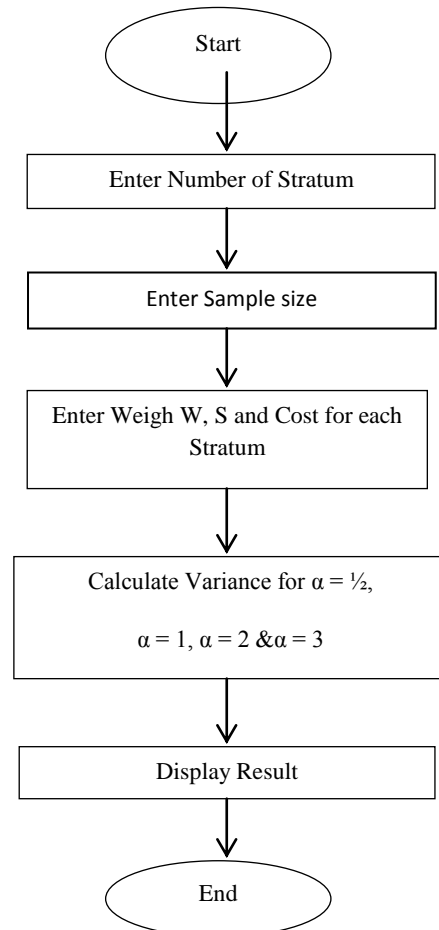 Start
Enter Number of Stratum
Enter Sample size
Enter Weigh W, S and Cost for each
Stratum
Calculate Variance for α = ½,
α = 1, α = 2 &α = 3
Display Result
End